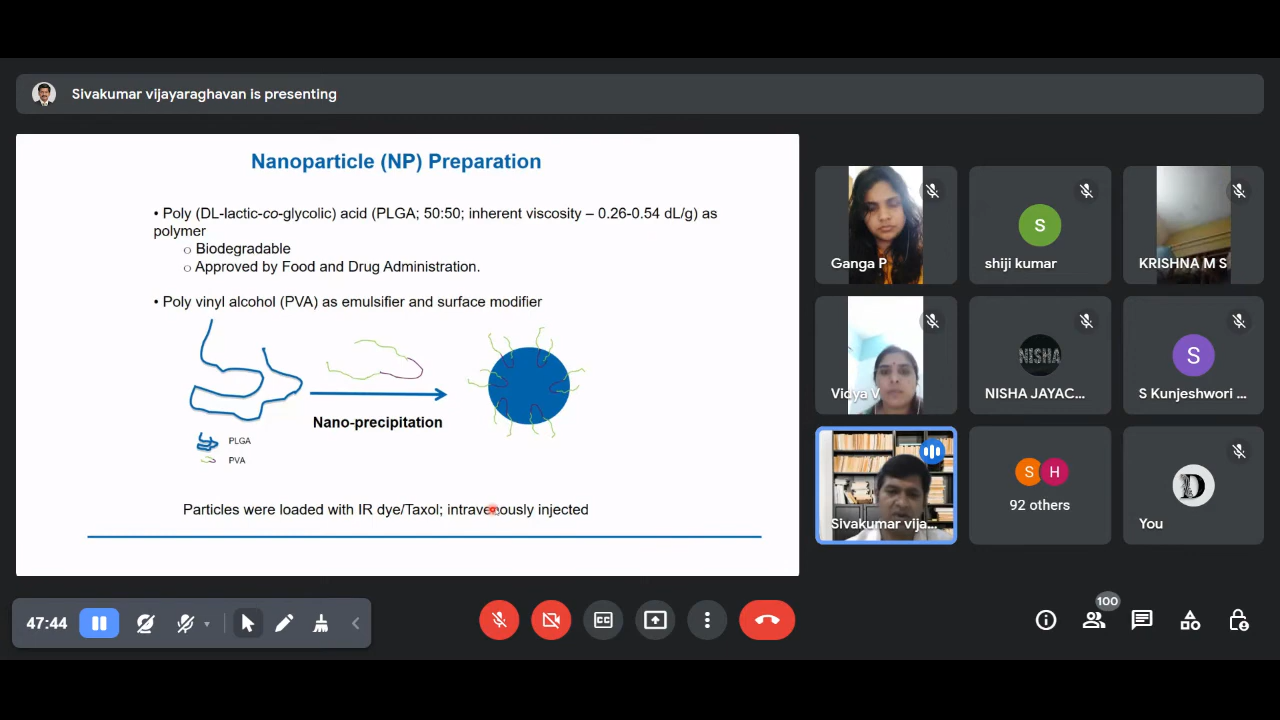 Sivakumar vijayaraghavan is presenting
Nanoparticle (NP) Preparation
• Poly (DL-lactic-co-glycolic) acid (PLGA; 50:50; inherent viscosity – 0.26-0.54 dL/g) as
polymer
o Biodegradable
o Approved by Food and Drug Administration.
• Poly vinyl alcohol (PVA) as emulsifier and surface modifier
Nano-precipitation
PLGA
PVA
Particles were loaded with IR dye/Taxol; intravenously injected
Ganga P
S
shiji kumar
KRISHNA M S
Vidya V
NISHA
NISHA JAYAC...
S
S Kunjeshwori ...
Sivakumar vija...
S H
92 others
D
You
47:44
CC
100